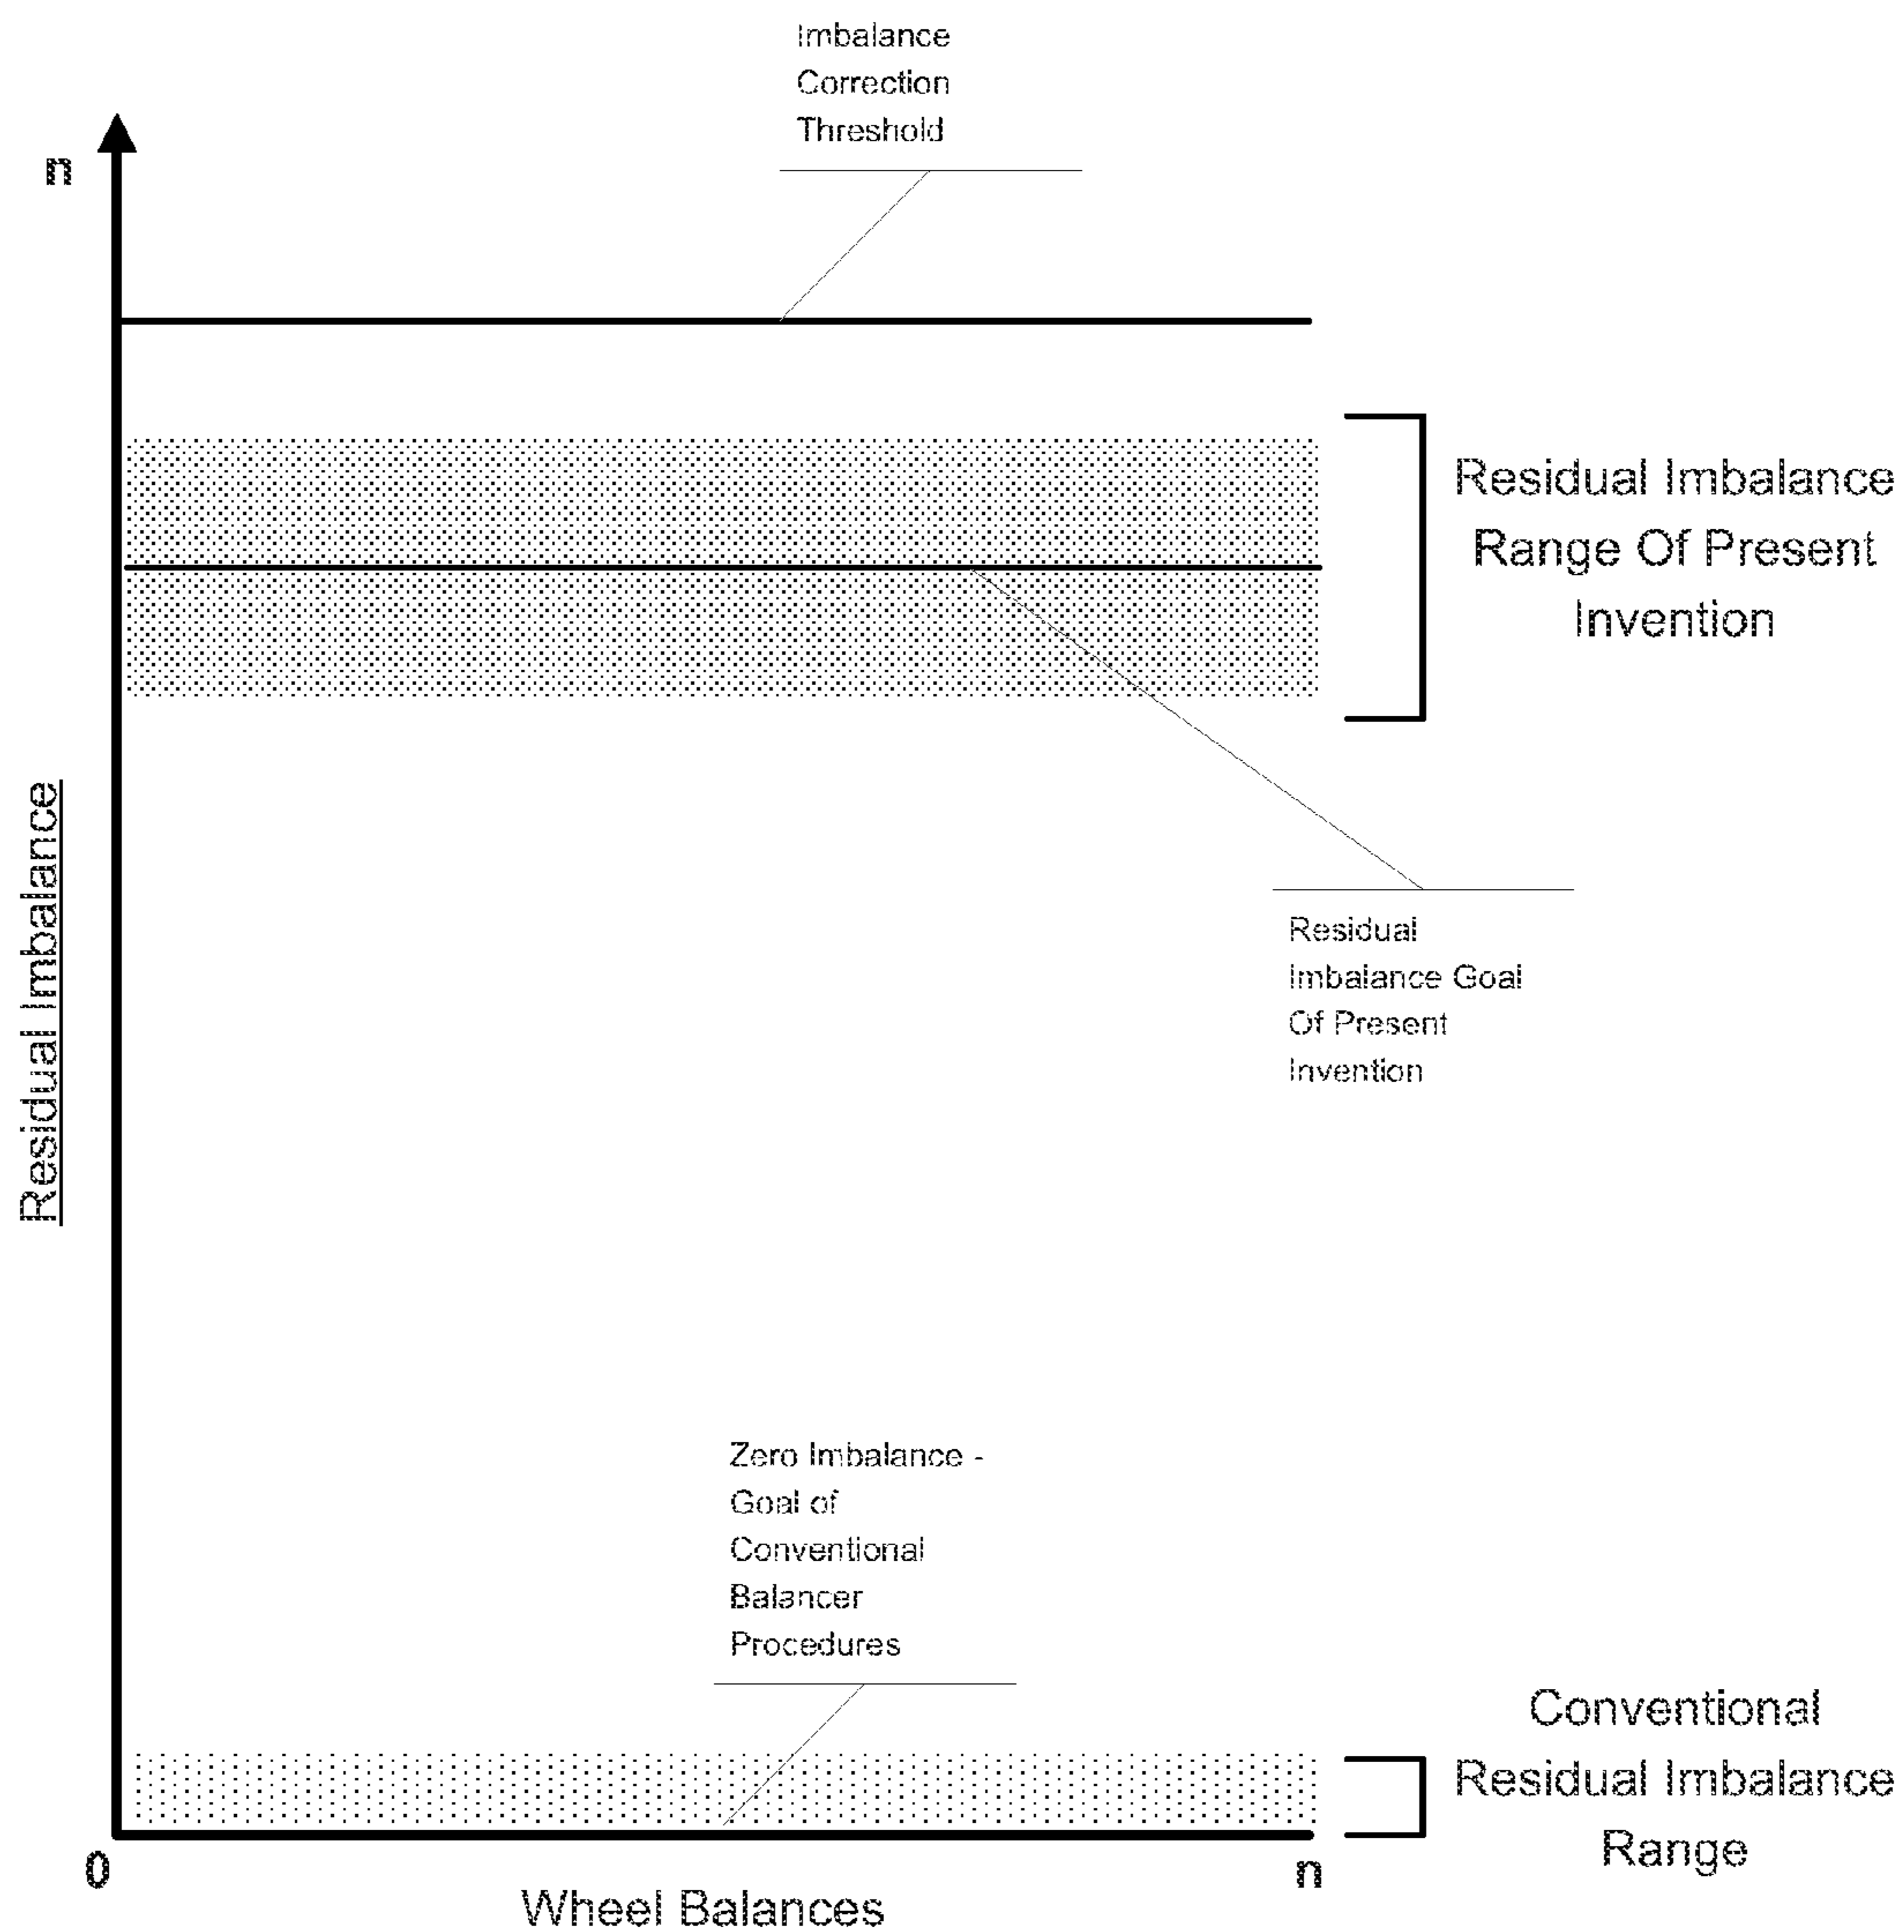 Imbalance
Correction
Threshold
n
Residual Imbalance
Range Of Present
Invention
Residual Imbalance
Residual
Imbalance Goal
Of Present
Invention
Zero Imbalance -
Goal of
Conventional
Balancer
Procedures
Conventional
Residual Imbalance
Range
0
n
Wheel Balances